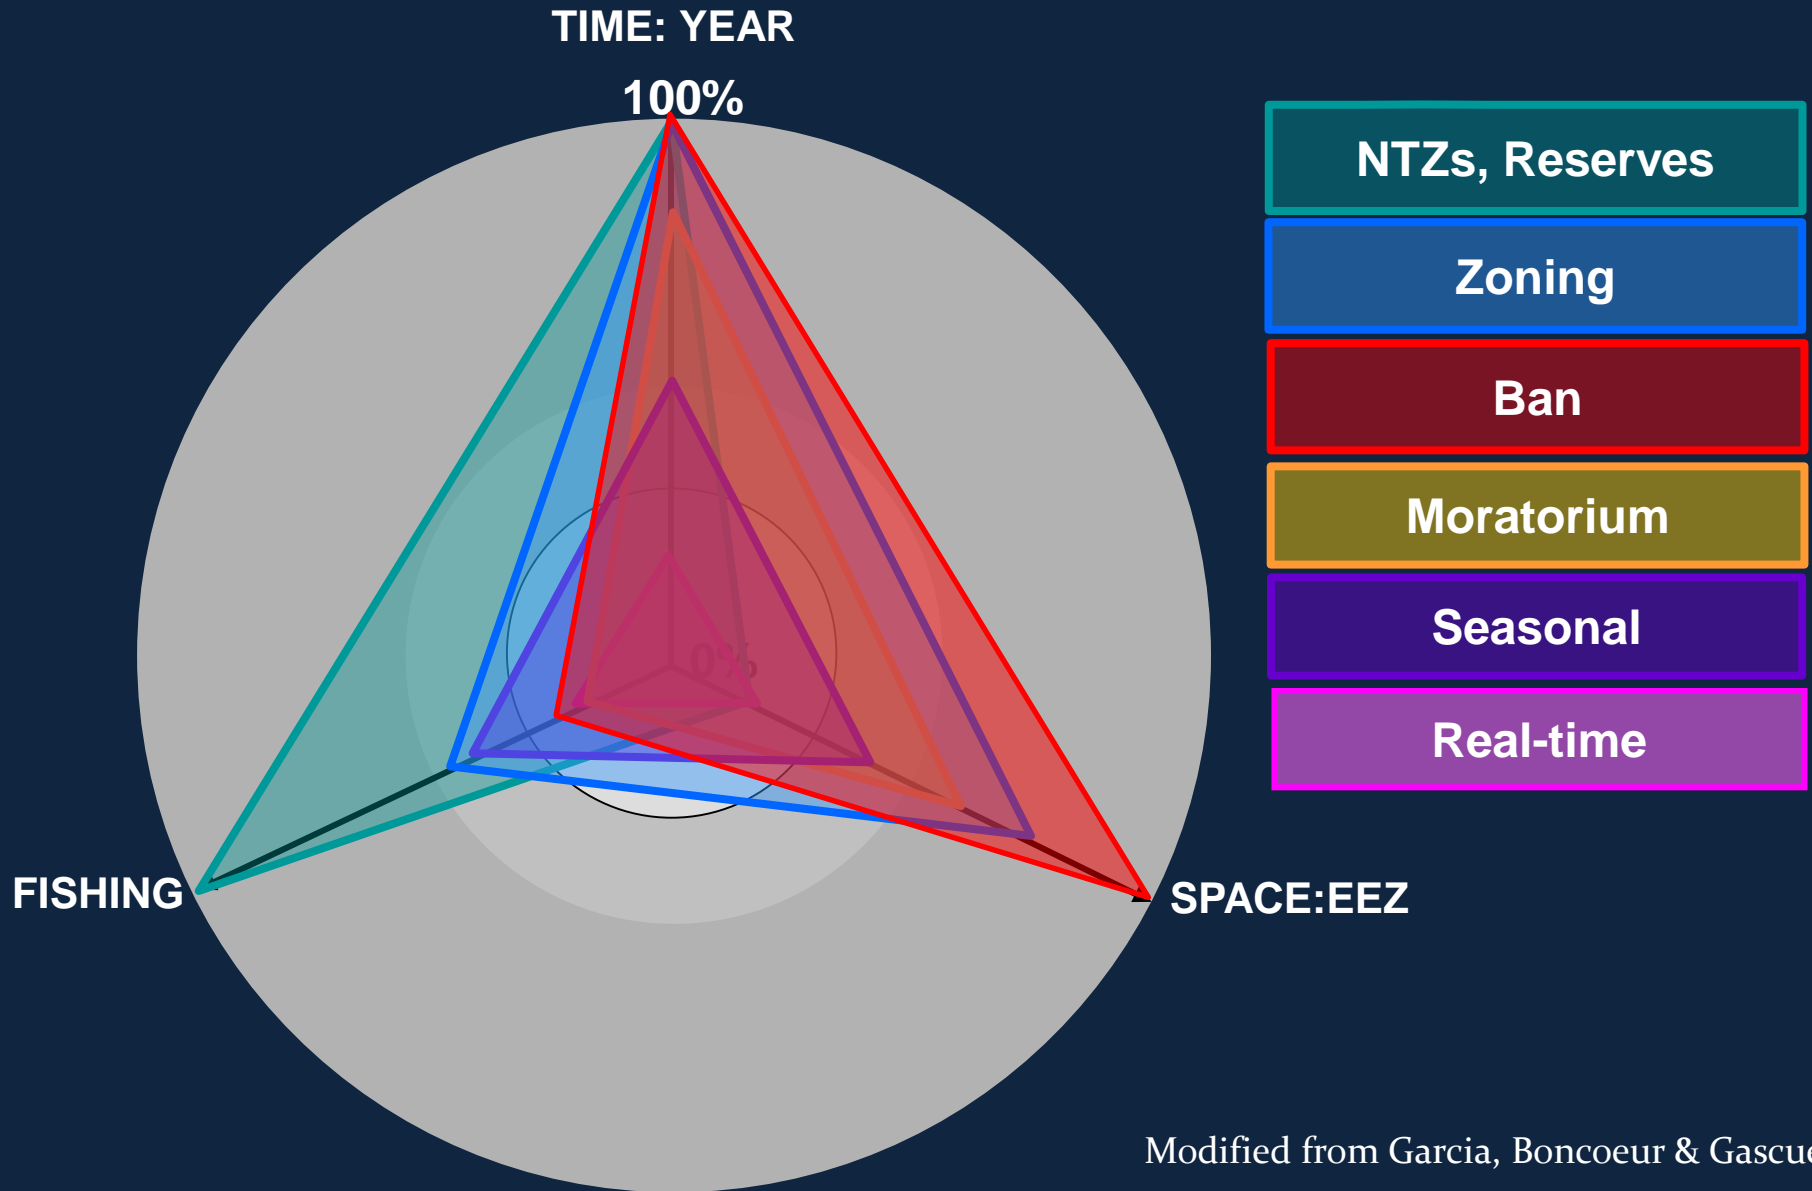 TIME: YEAR
100%
NTZs, Reserves
Zoning
Ban
Moratorium
Seasonal
0%
Real-time
FISHING
SPACE:EEZ
Modified from Garcia, Boncoeur & Gascue